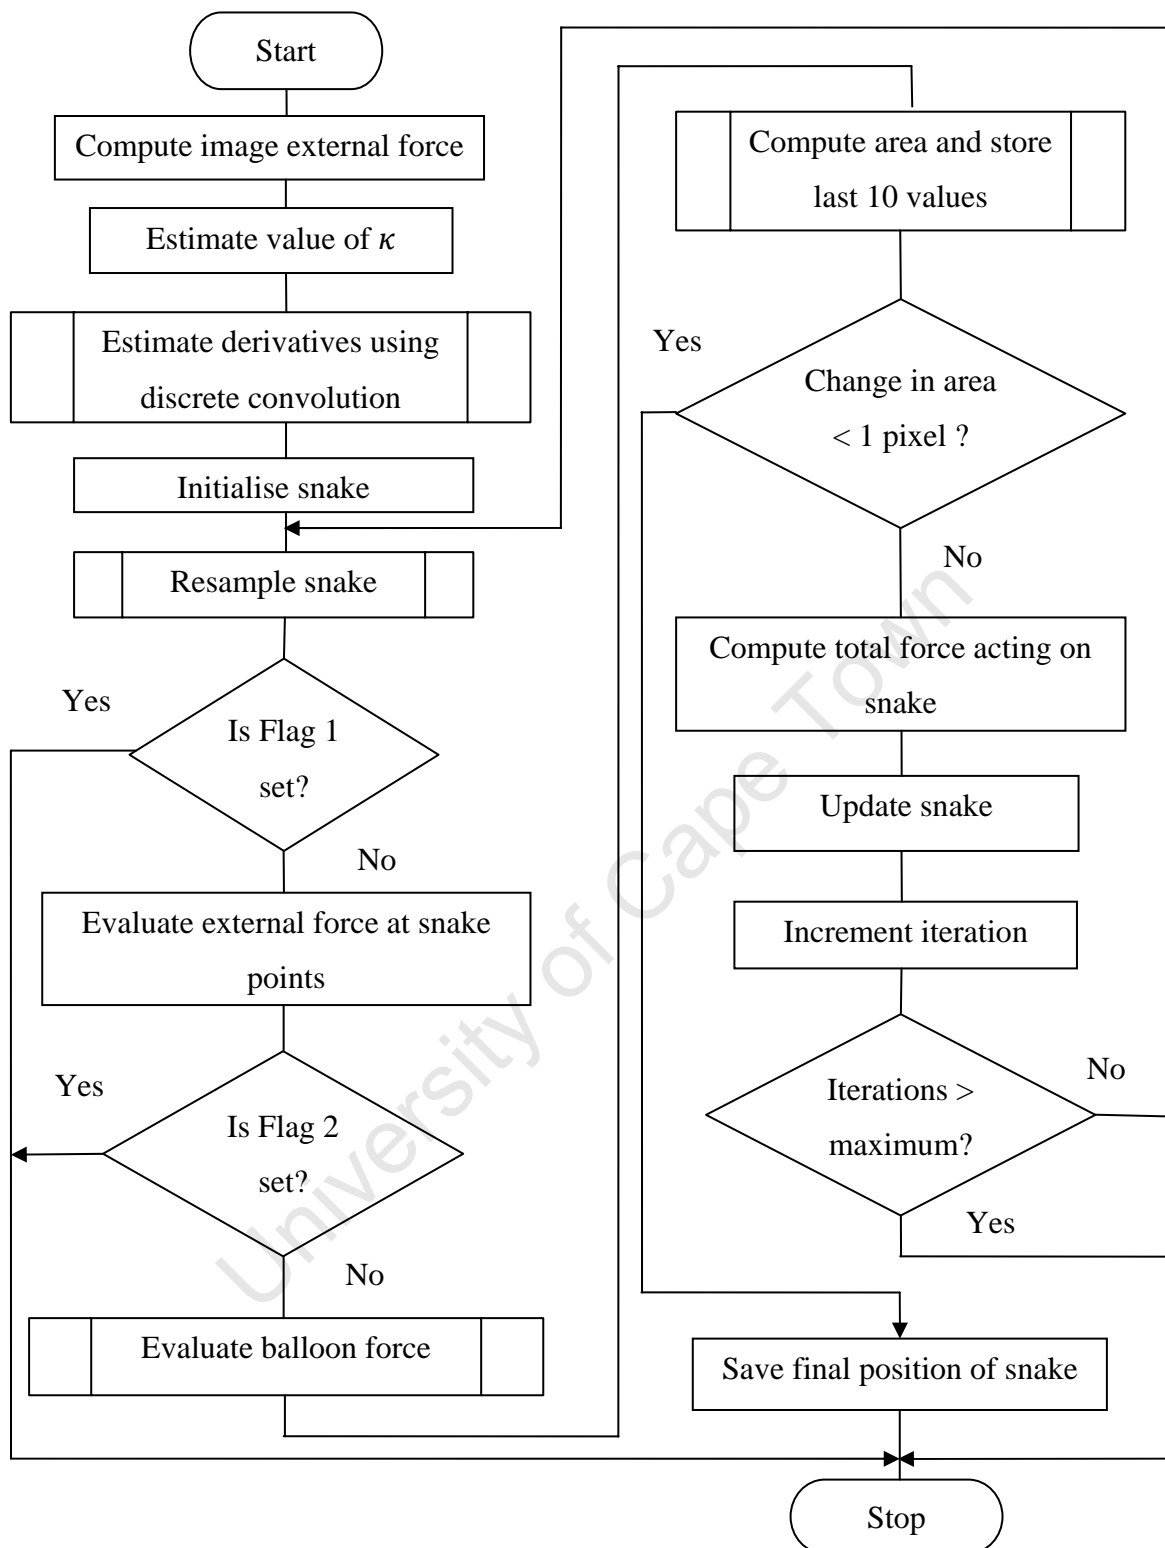 Start
Compute image external force
Estimate value of κ
Estimate derivatives using
discrete convolution
Initialise snake
Resample snake
Yes
Is Flag 1
set?
No
Evaluate external force at snake
points
Yes
Is Flag 2
set?
No
Evaluate balloon force
Compute area and store
last 10 values
Yes
Change in area
< 1 pixel ?
No
Compute total force acting on
snake
Update snake
Increment iteration
Iterations >
maximum?
No
Yes
Save final position of snake
Stop
University of Cape Town